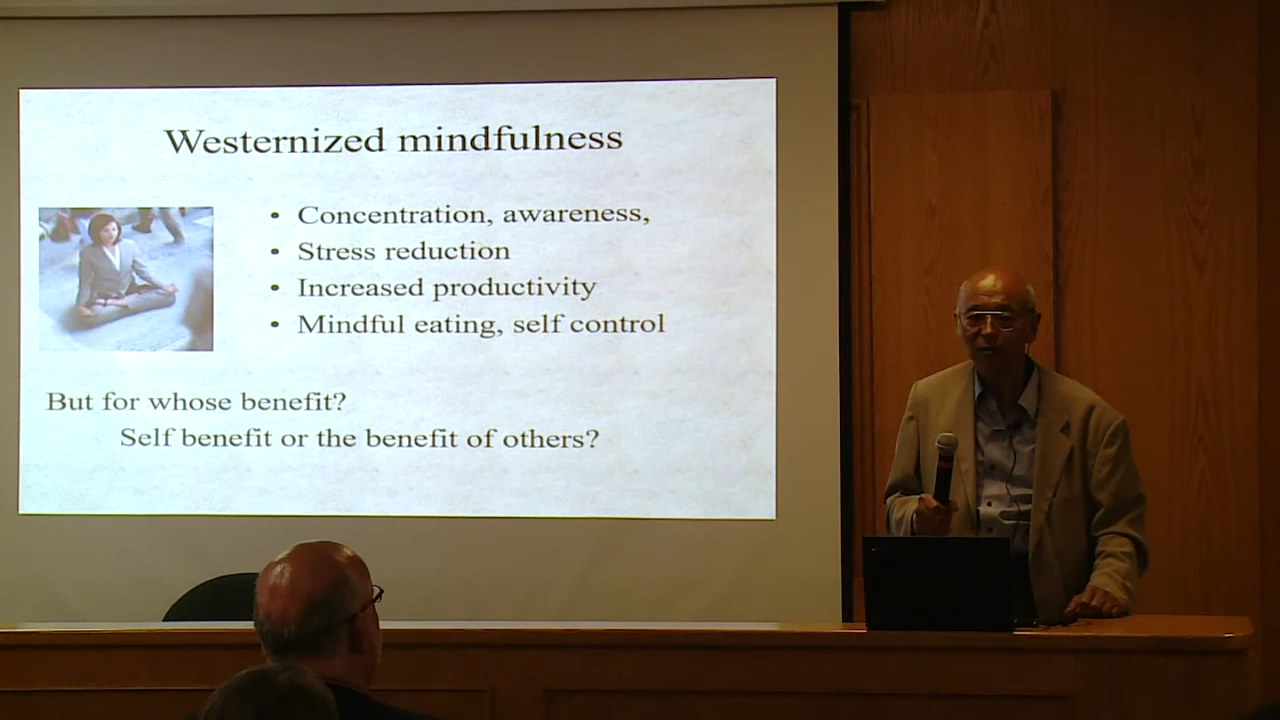 Westernized mindfulness
• Concentration, awareness,
• Stress reduction
• Increased productivity
• Mindful eating, self control
But for whose benefit?
Self benefit or the benefit of others?